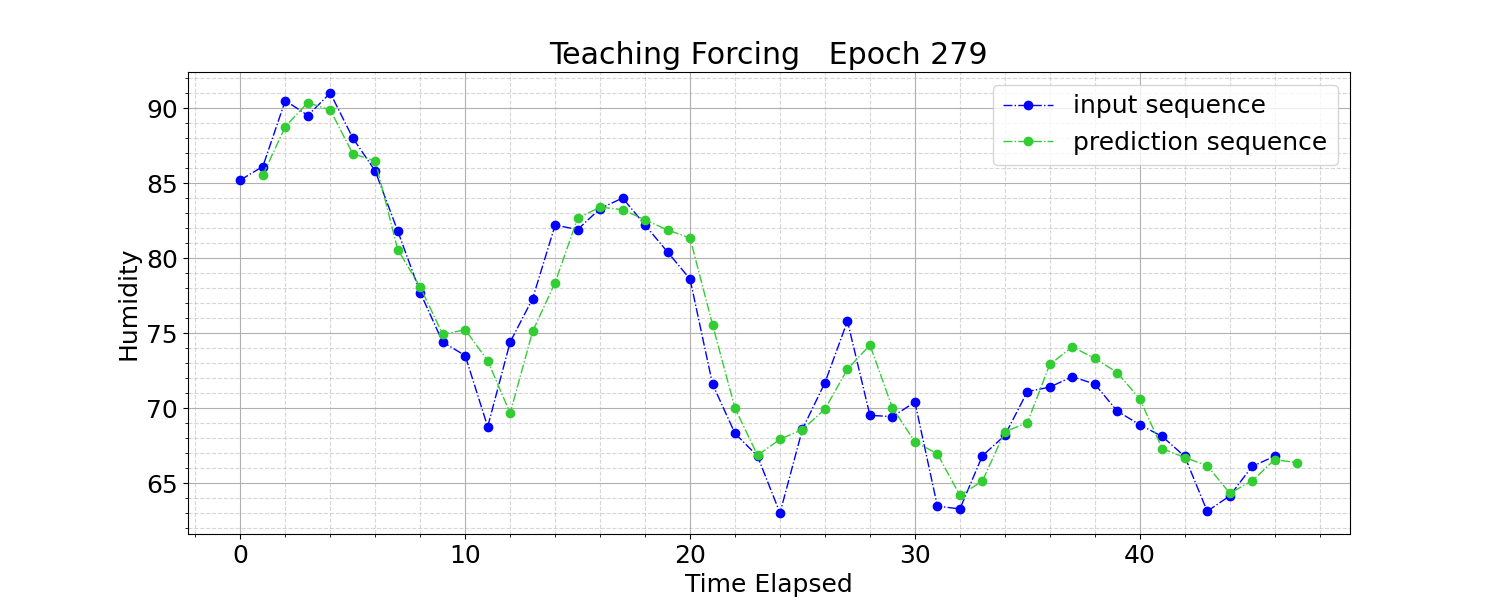 Teaching Forcing   Epoch 279
input sequence
prediction sequence
Humidity
90
85
80
75
70
65
0 10 20 30 40
Time Elapsed